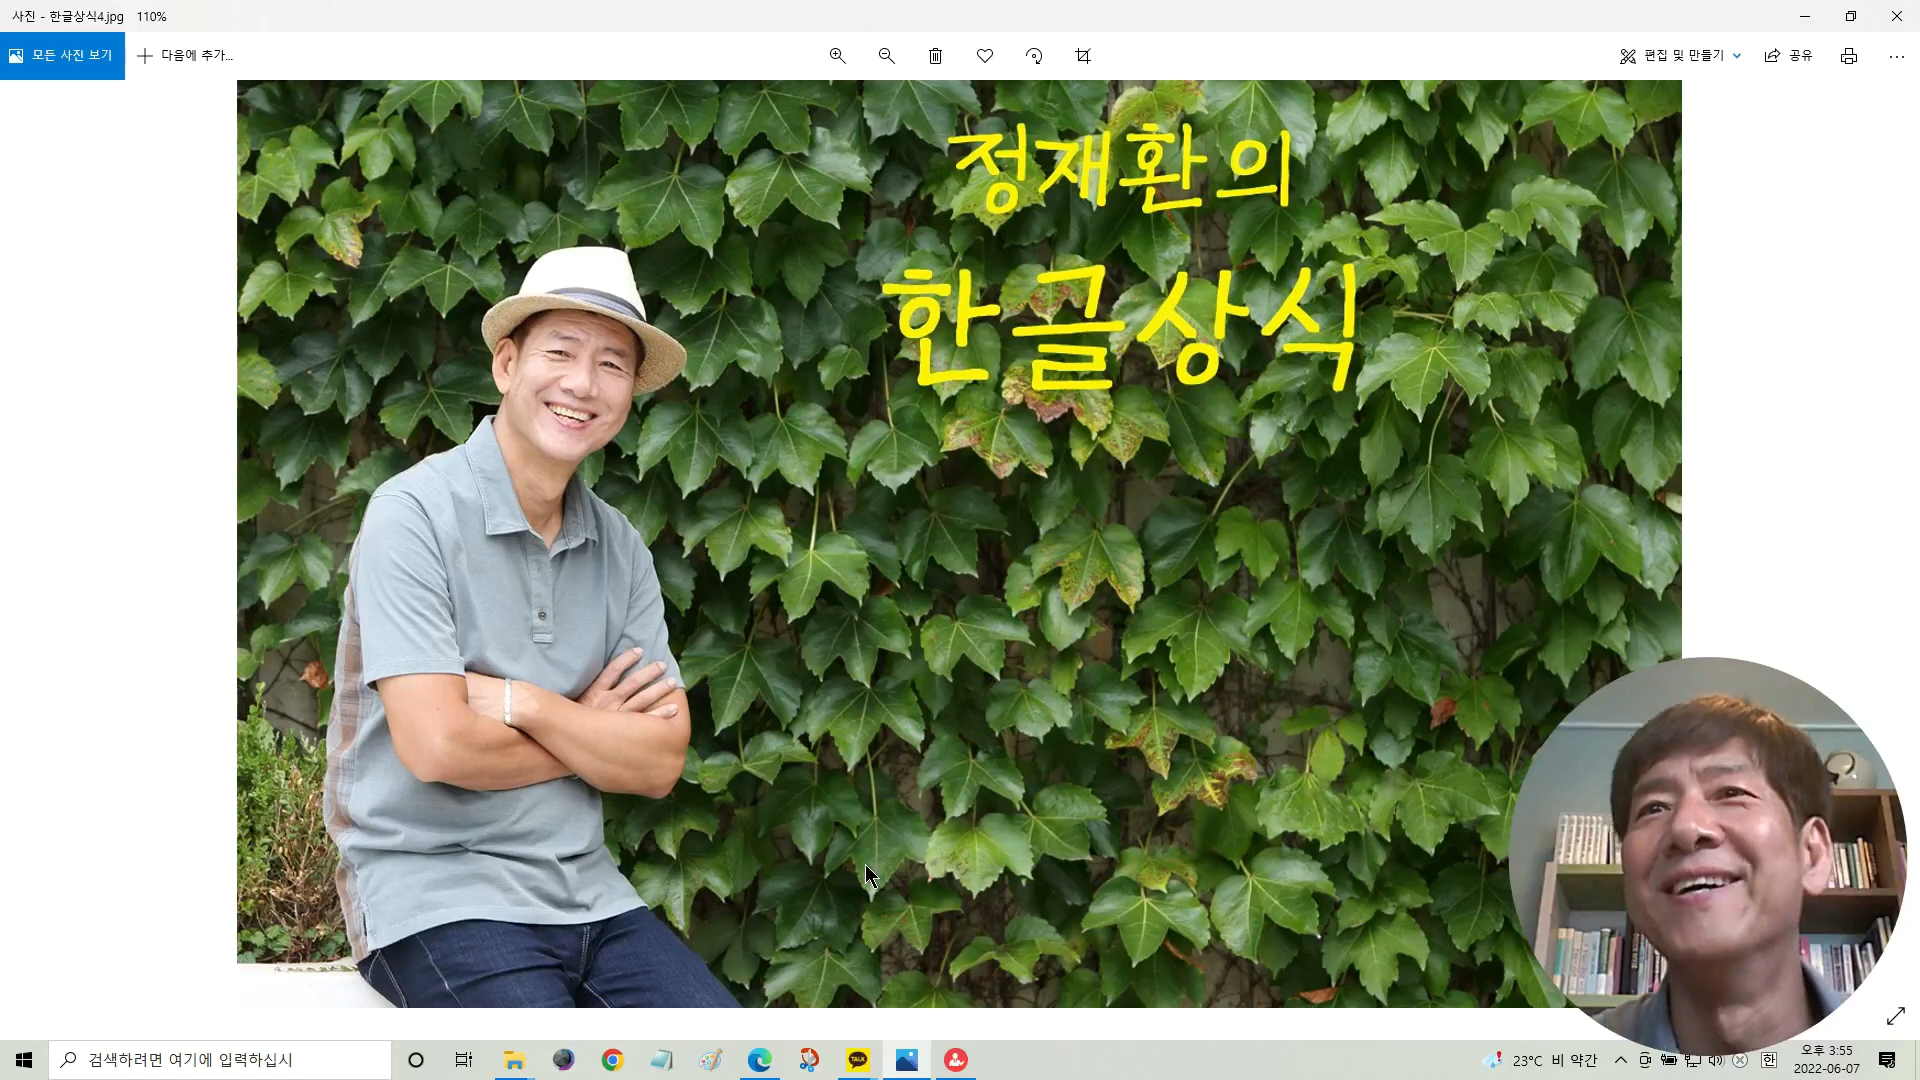 사진 - 한글상식4.jpg 110%
모든 사진 보기 다음에 추가... 편집 및 만들기 공유
정재환의
한글상식
검색하려면 여기에 입력하십시
TALK
23°C 비 약간 한 오후 3:55
2022-06-07